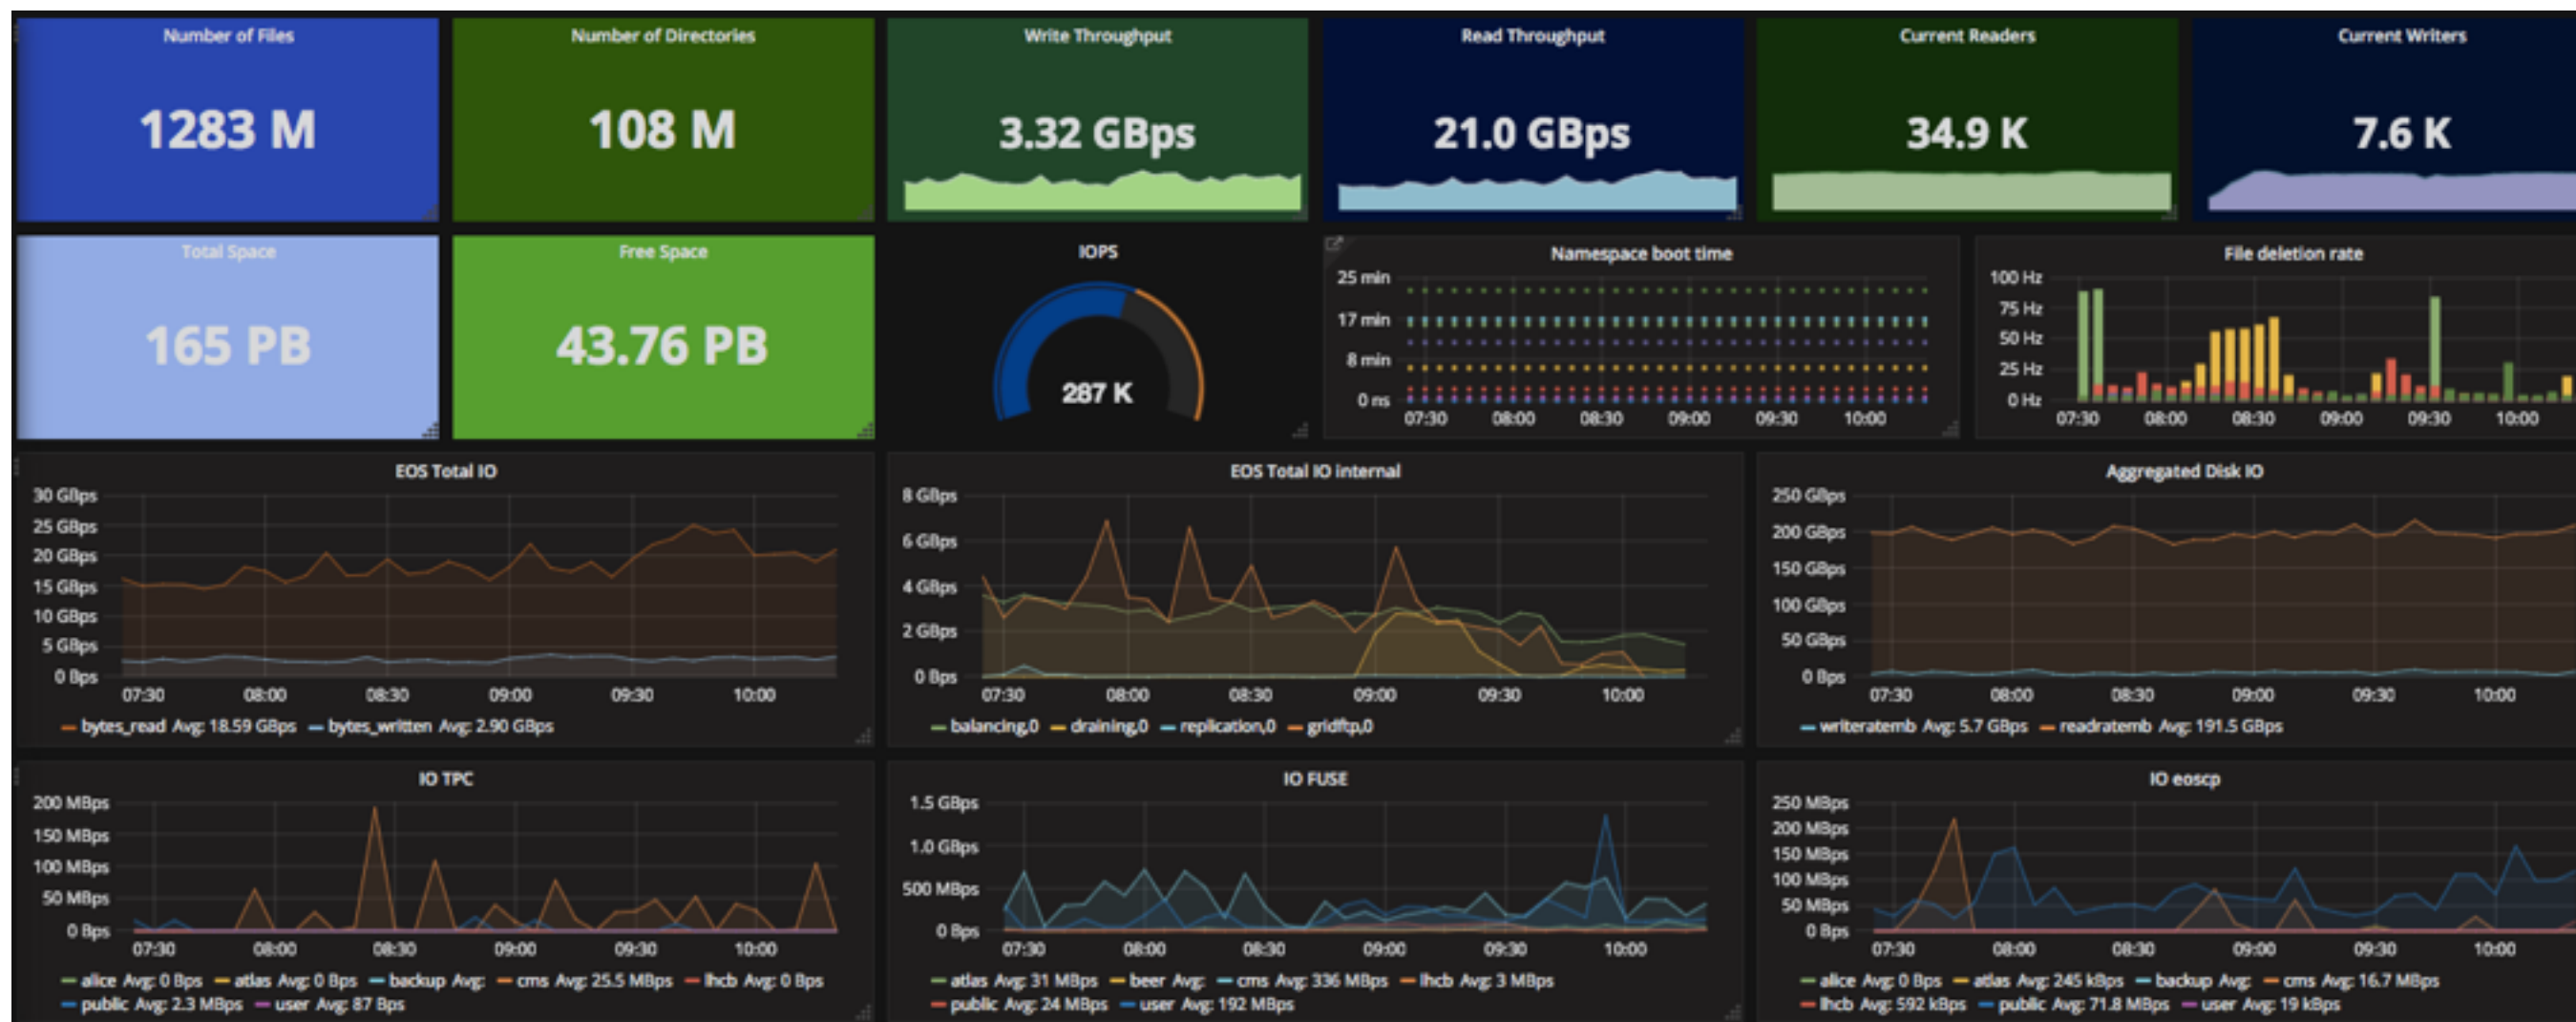 Number of Files
1283 M
Number of Directories
108 M
Write Throughput
3.32 GBps
Read Throughput
21.0 GBps
Current Readers
34.9 K
Current Writers
7.6 K
Total Space
165 PB
Free Space
43.76 PB
IOPS
287 K
Namespace boot time
25 min
17 min
8 min
0 ns
07:30 08:00 08:30 09:00 09:30 10:00
File deletion rate
100 Hz
75 Hz
50 Hz
25 Hz
0 Hz
07:30 08:00 08:30 09:00 09:30 10:00
EOS Total IO
30 GBps
25 GBps
20 GBps
15 GBps
10 GBps
5 GBps
0 Bps
07:30 08:00 08:30 09:00 09:30 10:00
bytes_read Avg: 18.59 GBps bytes_written Avg: 2.90 GBps
EOS Total IO internal
8 GBps
6 GBps
4 GBps
2 GBps
0 Bps
07:30 08:00 08:30 09:00 09:30 10:00
balancing,0 draining,0 replication,0 gridftp,0
Aggregated Disk IO
250 GBps
200 GBps
150 GBps
100 GBps
50 GBps
0 Bps
07:30 08:00 08:30 09:00 09:30 10:00
writeratemb Avg: 5.7 GBps readratemb Avg: 191.5 GBps
IO TPC
200 MBps
150 MBps
100 MBps
50 MBps
0 Bps
07:30 08:00 08:30 09:00 09:30 10:00
alice Avg: 0 Bps atlas Avg: 0 Bps backup Avg: cms Avg: 25.5 MBps lhcb Avg: 0 Bps
public Avg: 2.3 MBps user Avg: 87 Bps
IO FUSE
1.5 GBps
1.0 GBps
500 MBps
0 Bps
07:30 08:00 08:30 09:00 09:30 10:00
atlas Avg: 31 MBps beer Avg: cms Avg: 336 MBps lhcb Avg: 3 MBps
public Avg: 24 MBps user Avg: 192 MBps
IO eoscp
250 MBps
200 MBps
150 MBps
100 MBps
50 MBps
0 Bps
07:30 08:00 08:30 09:00 09:30 10:00
alice Avg: 0 Bps atlas Avg: 245 kBps backup Avg: cms Avg: 16.7 MBps
lhcb Avg: 592 kBps public Avg: 71.8 MBps user Avg: 19 kBps